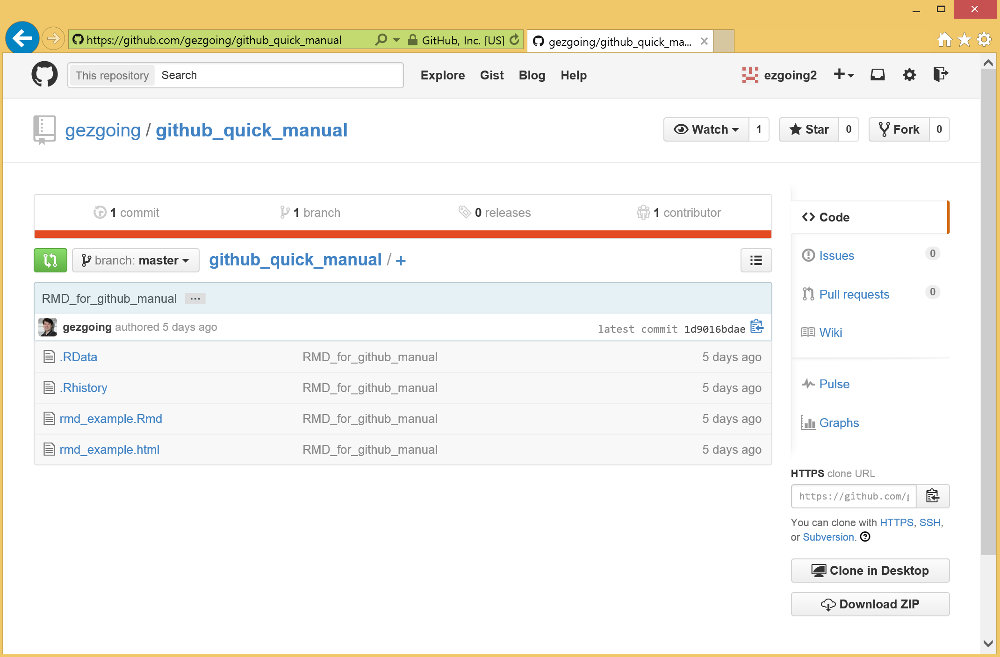 https://github.com/gezgoing/github_quick_manual GitHub, Inc. [US] gezgoing/github_quick_ma...
This repository Search Explore Gist Blog Help ezgoing2
gezgoing / github_quick_manual Watch 1 Star 0 Fork 0
1 commit 1 branch 0 releases 1 contributor
branch: master github_quick_manual / +
RMD_for_github_manual ...
gezgoing authored 5 days ago latest commit 1d9016bdae
.RData RMD_for_github_manual 5 days ago
.Rhistory RMD_for_github_manual 5 days ago
rmd_example.Rmd RMD_for_github_manual 5 days ago
rmd_example.html RMD_for_github_manual 5 days ago
Code
Issues 0
Pull requests 0
Wiki
Pulse
Graphs
HTTPS clone URL
https://github.com/g
You can clone with HTTPS, SSH,
or Subversion.
Clone in Desktop
Download ZIP